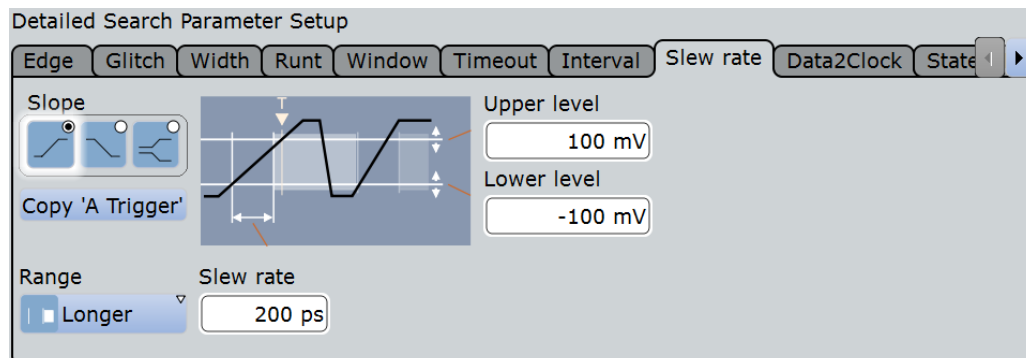 Detailed Search Parameter Setup
Edge Glitch Width Runt Window Timeout Interval Slew rate Data2Clock State
Slope
T
Upper level
100 mV
Lower level
Copy 'A Trigger'
-100 mV
Range
Slew rate
Longer
200 ps